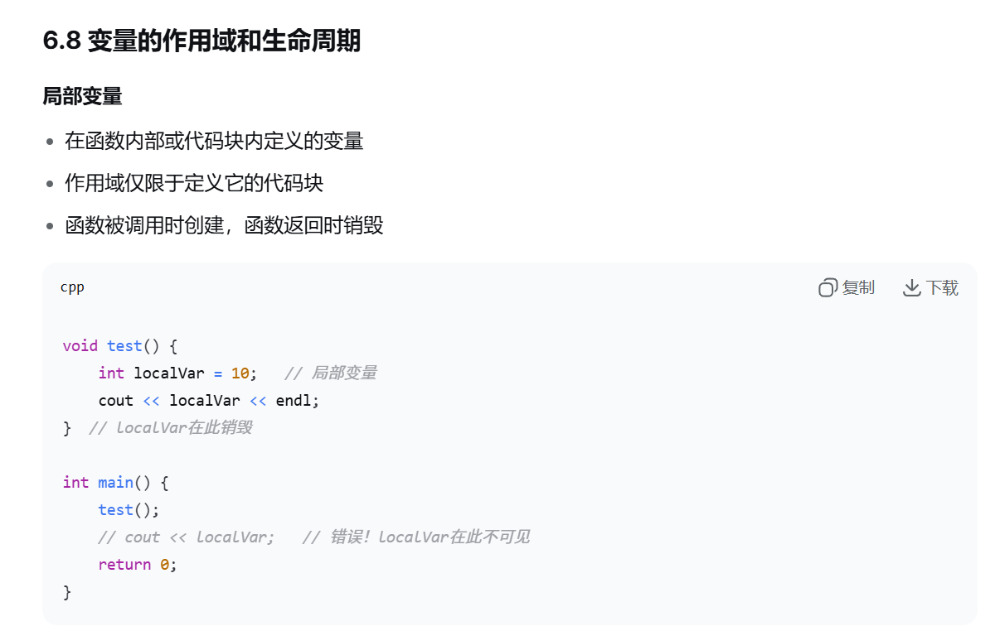 6.8 变量的作用域和生命周期
局部变量
• 在函数内部或代码块内定义的变量
• 作用域仅限于定义它的代码块
• 函数被调用时创建，函数返回时销毁
cpp
复制
下载
void test() {
    int localVar = 10;   // 局部变量
    cout << localVar << endl;
}  // localVar在此销毁

int main() {
    test();
    // cout << localVar;   // 错误！localVar在此不可见
    return 0;
}